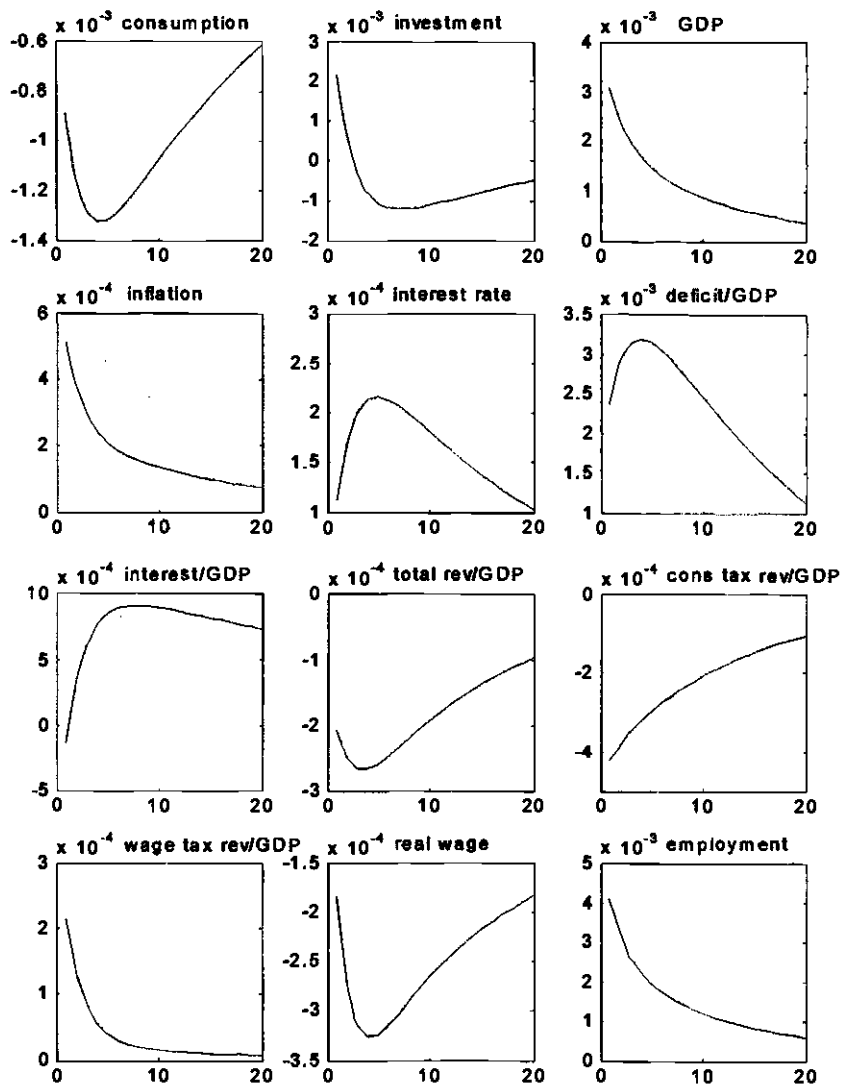 x 10⁻³ consumption
-0.6
-0.8
-1
-1.2
-1.4
0 10 20
x 10⁻³ investment
3
2
1
0
-1
-2
0 10 20
x 10⁻³ GDP
4
3
2
1
0
0 10 20
x 10⁻⁴ inflation
6
4
2
0
0 10 20
x 10⁻⁴ interest rate
3
2.5
2
1.5
1
0 10 20
x 10⁻³ deficit/GDP
3.5
3
2.5
2
1.5
1
0 10 20
x 10⁻⁴ interest/GDP
10
5
0
-5
0 10 20
x 10⁻⁴ total rev/GDP
0
-1
-2
-3
0 10 20
x 10⁻⁴ cons tax rev/GDP
0
-2
-4
0 10 20
x 10⁻⁴ wage tax rev/GDP
3
2
1
0
0 10 20
x 10⁻⁴ real wage
-1.5
-2
-2.5
-3
-3.5
0 10 20
x 10⁻³ employment
5
4
3
2
1
0
0 10 20